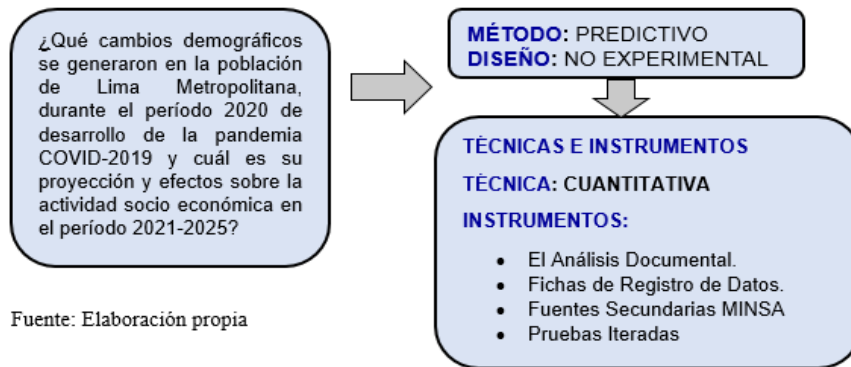 ¿Qué cambios demográficos
se generaron en la población
de Lima Metropolitana,
durante el período 2020 de
desarrollo de la pandemia
COVID-2019 y cuál es su
proyección y efectos sobre la
actividad socio económica en
el período 2021-2025?
MÉTODO: PREDICTIVO
DISEÑO: NO EXPERIMENTAL
TÈCNICAS E INSTRUMENTOS
TÈCNICA: CUANTITATIVA
INSTRUMENTOS:
• El Análisis Documental.
• Fichas de Registro de Datos.
• Fuentes Secundarias MINSA
• Pruebas Iteradas
Fuente: Elaboración propia